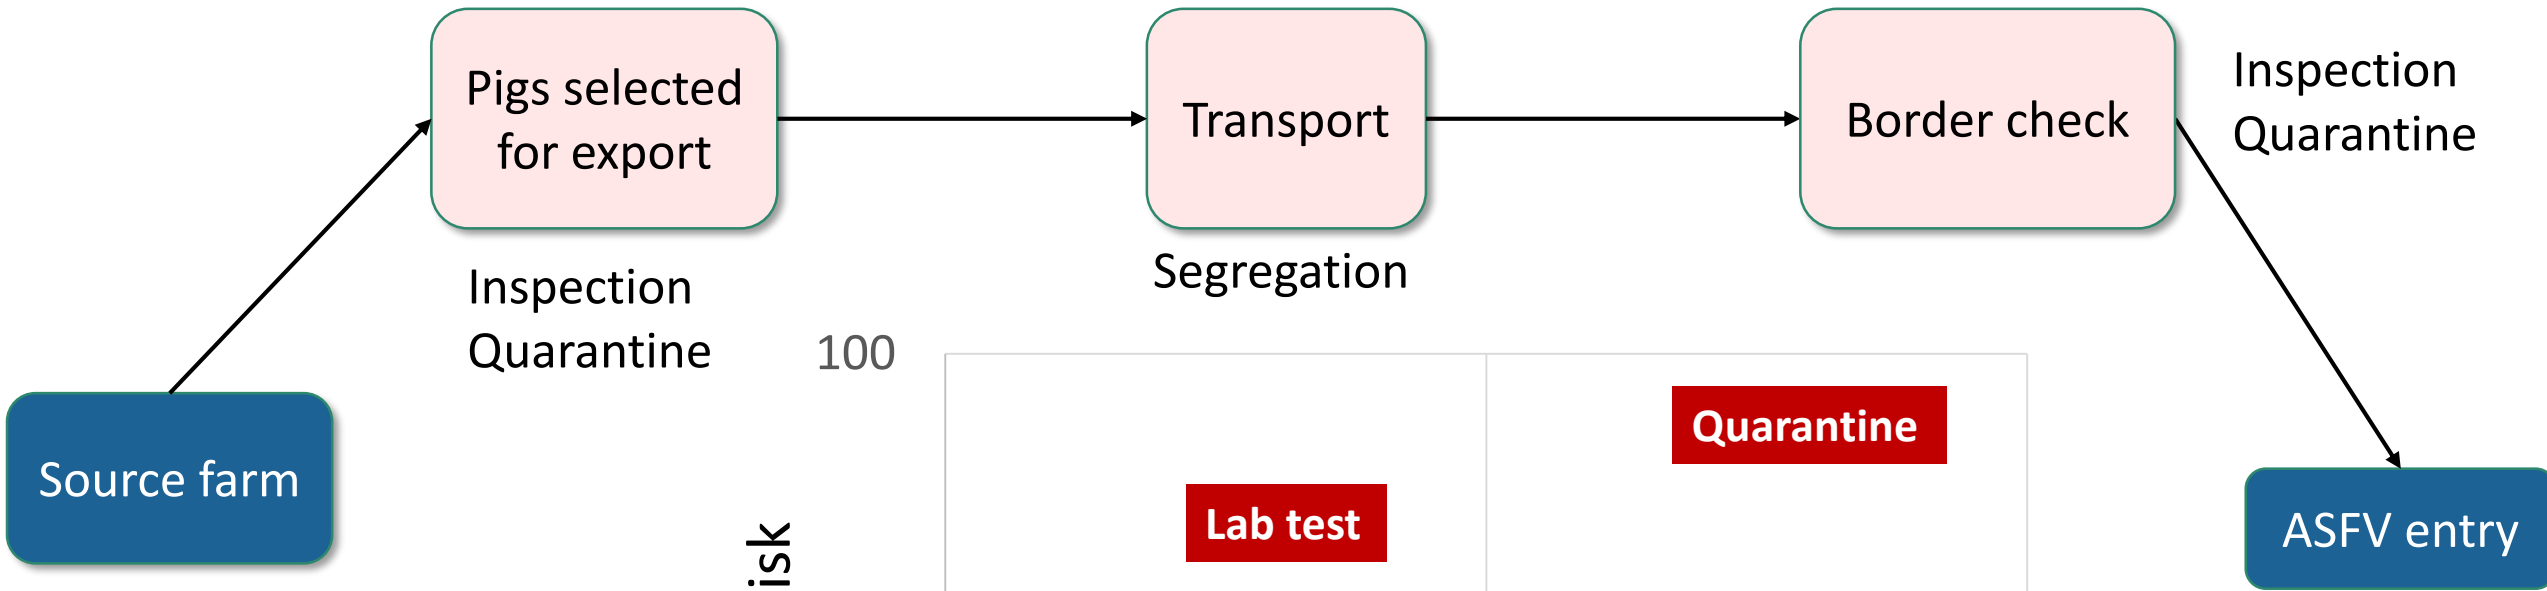 Pigs selected
for export
Transport
Border check
Inspection
Quarantine
Segregation
Inspection
Quarantine
100
Quarantine
Source farm
Lab test
isk
ASFV entry